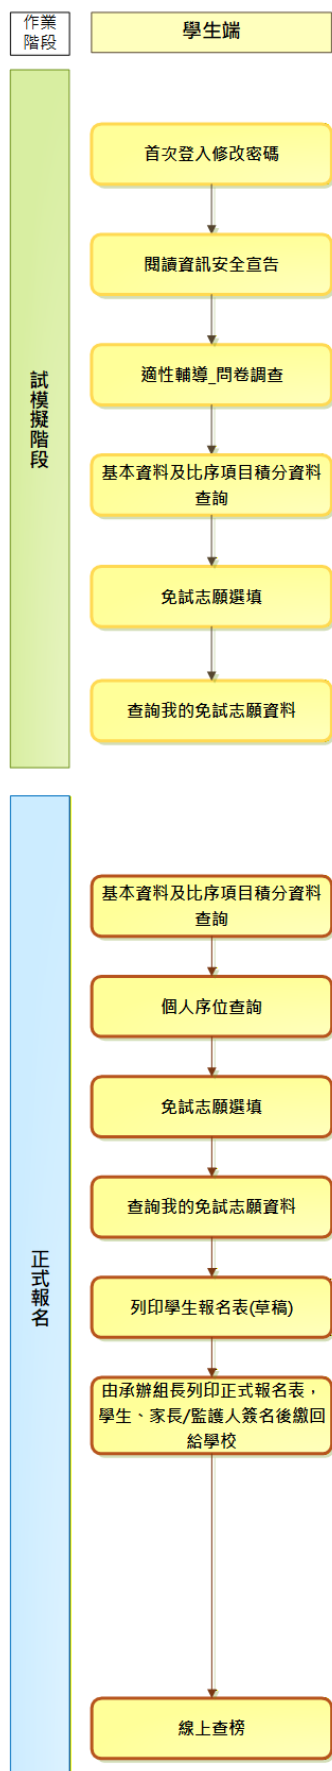 作業
階段
學生端
試模擬階段
首次登入修改密碼
閱讀資訊安全宣告
適性輔導_問卷調查
基本資料及比序項目積分資料
查詢
免試志願選填
查詢我的免試志願資料
正式報名
基本資料及比序項目積分資料
查詢
個人序位查詢
免試志願選填
查詢我的免試志願資料
列印學生報名表(草稿)
由承辦組長列印正式報名表，
學生、家長/監護人簽名後繳回
給學校
線上查榜